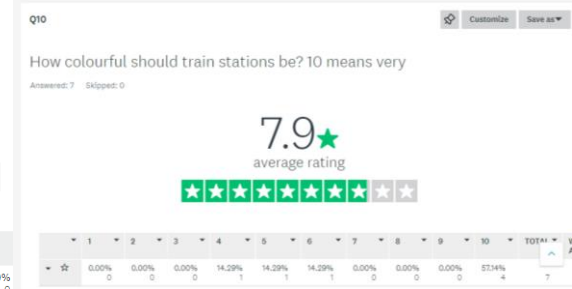 Q10
Customize Save as
How colourful should train stations be? 10 means very
Answered: 7 Skipped: 0
7.9
average rating
1 2 3 4 5 6 7 8 9 10 TOTAL
0.00% 0.00% 0.00% 14.29% 14.29% 14.29% 0.00% 0.00% 0.00% 57.14%
0 0 0 1 1 1 0 0 0 4 7